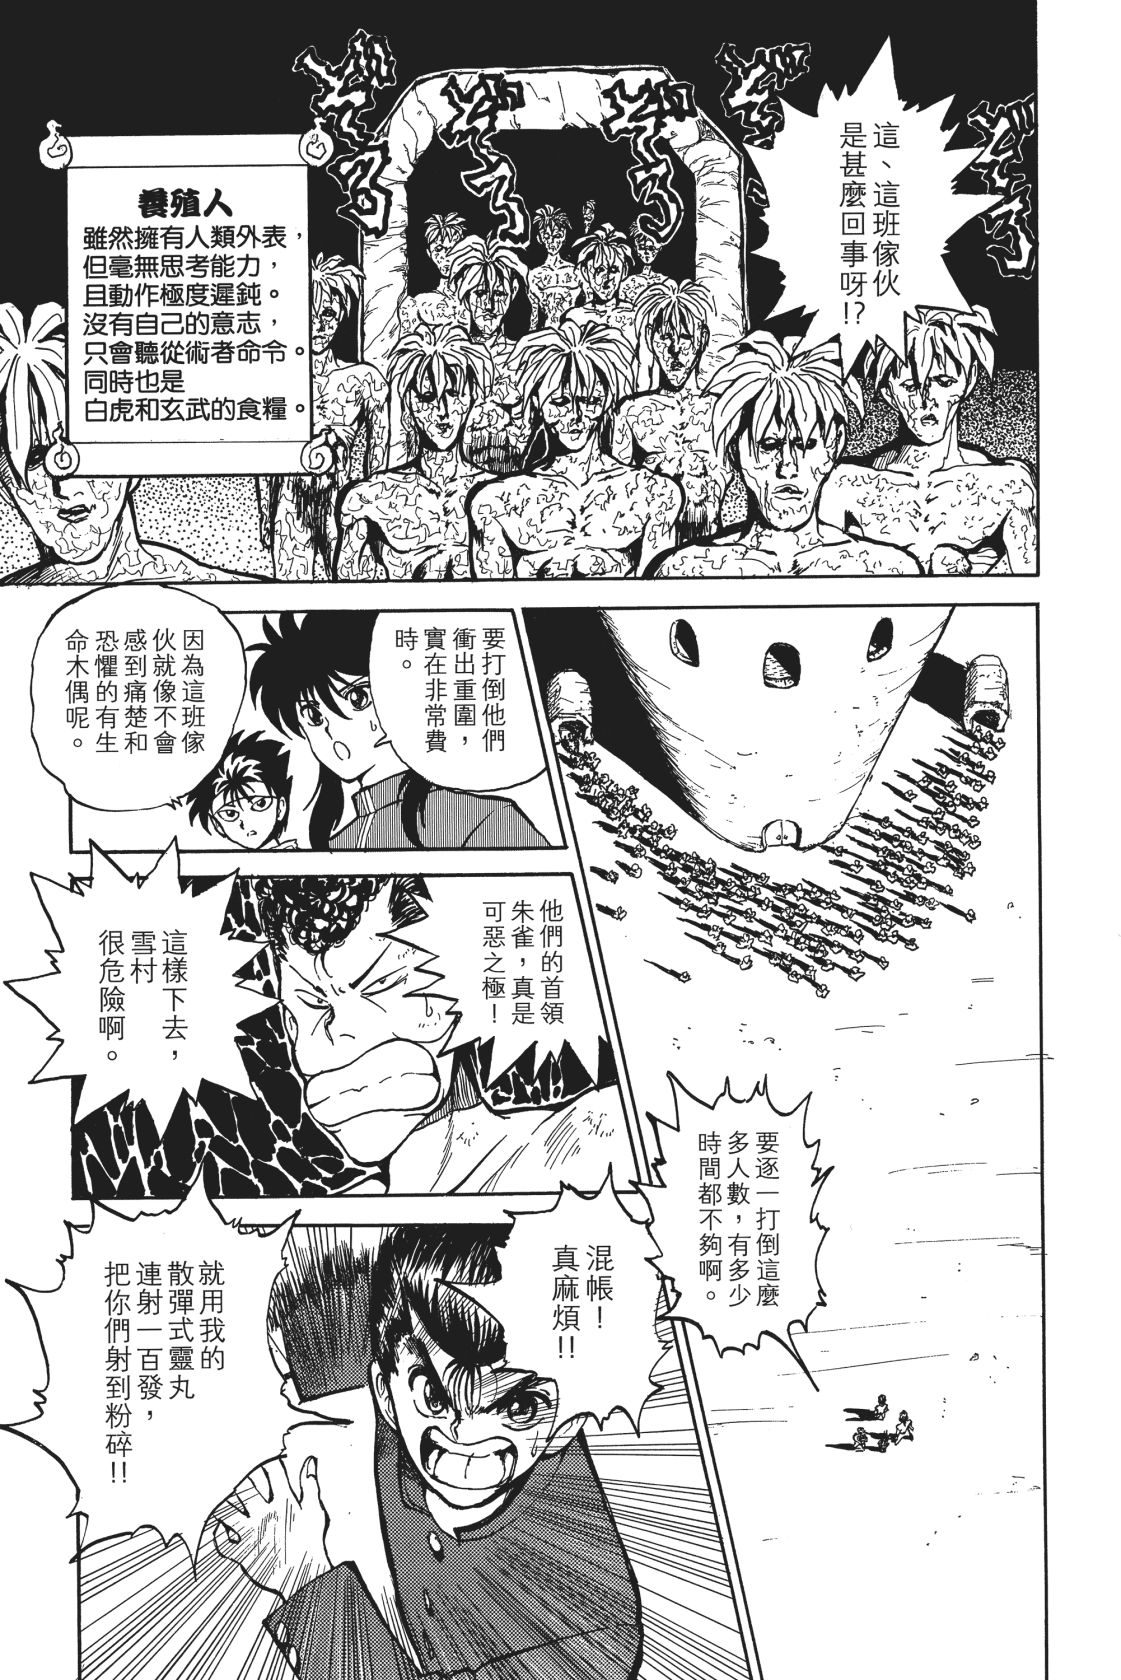 這、這班傢伙
是甚麼回事呀!?
養殖人
雖然擁有人類外表，
但毫無思考能力，
且動作極度遲鈍。
沒有自己的意志，
只會聽從術者命令。
同時也是
白虎和玄武的食糧。
要逐一打倒這麼
多人數，有多少
時間都不夠啊。
要打倒他們
衝出重圍，
實在非常費
時。
因為這班傢
伙就像不會
感到痛楚和
恐懼的有生
命木偶呢。
他們的首領
朱雀，真是
可惡之極！
這樣下去，
雪村
很危險啊。
混帳！
真麻煩!!
就用我的
散彈式靈丸
連射一百發，
把你們射到粉碎!!